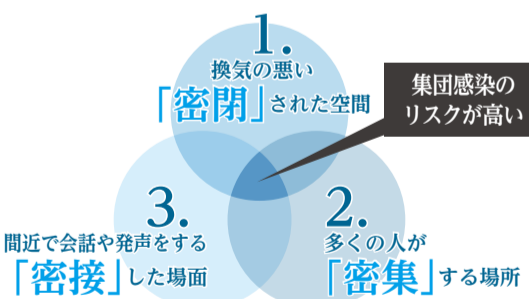 1.
換気の悪い
「密閉」された空間
集団感染の
リスクが高い
3.
間近で会話や発声をする
「密接」した場面
2.
多くの人が
「密集」する場所